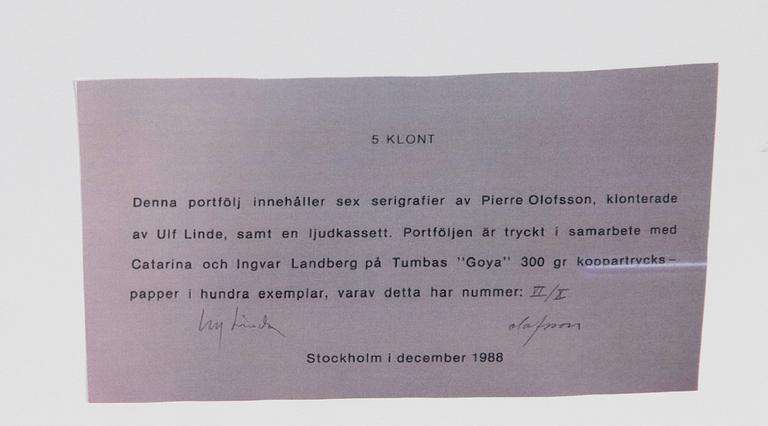 5 KLONT
Denna portfölj innehåller sex serigrafier av Pierre Olofsson, klonterade
av Ulf Linde, samt en ljudkassett. Portföljen är tryckt i samarbete med
Catarina och Ingvar Landberg på Tumbas "Goya" 300 gr koppartrycks-
papper i hundra exemplar, varav detta har nummer: VI/X
Ulf Linde olofsson
Stockholm i december 1988